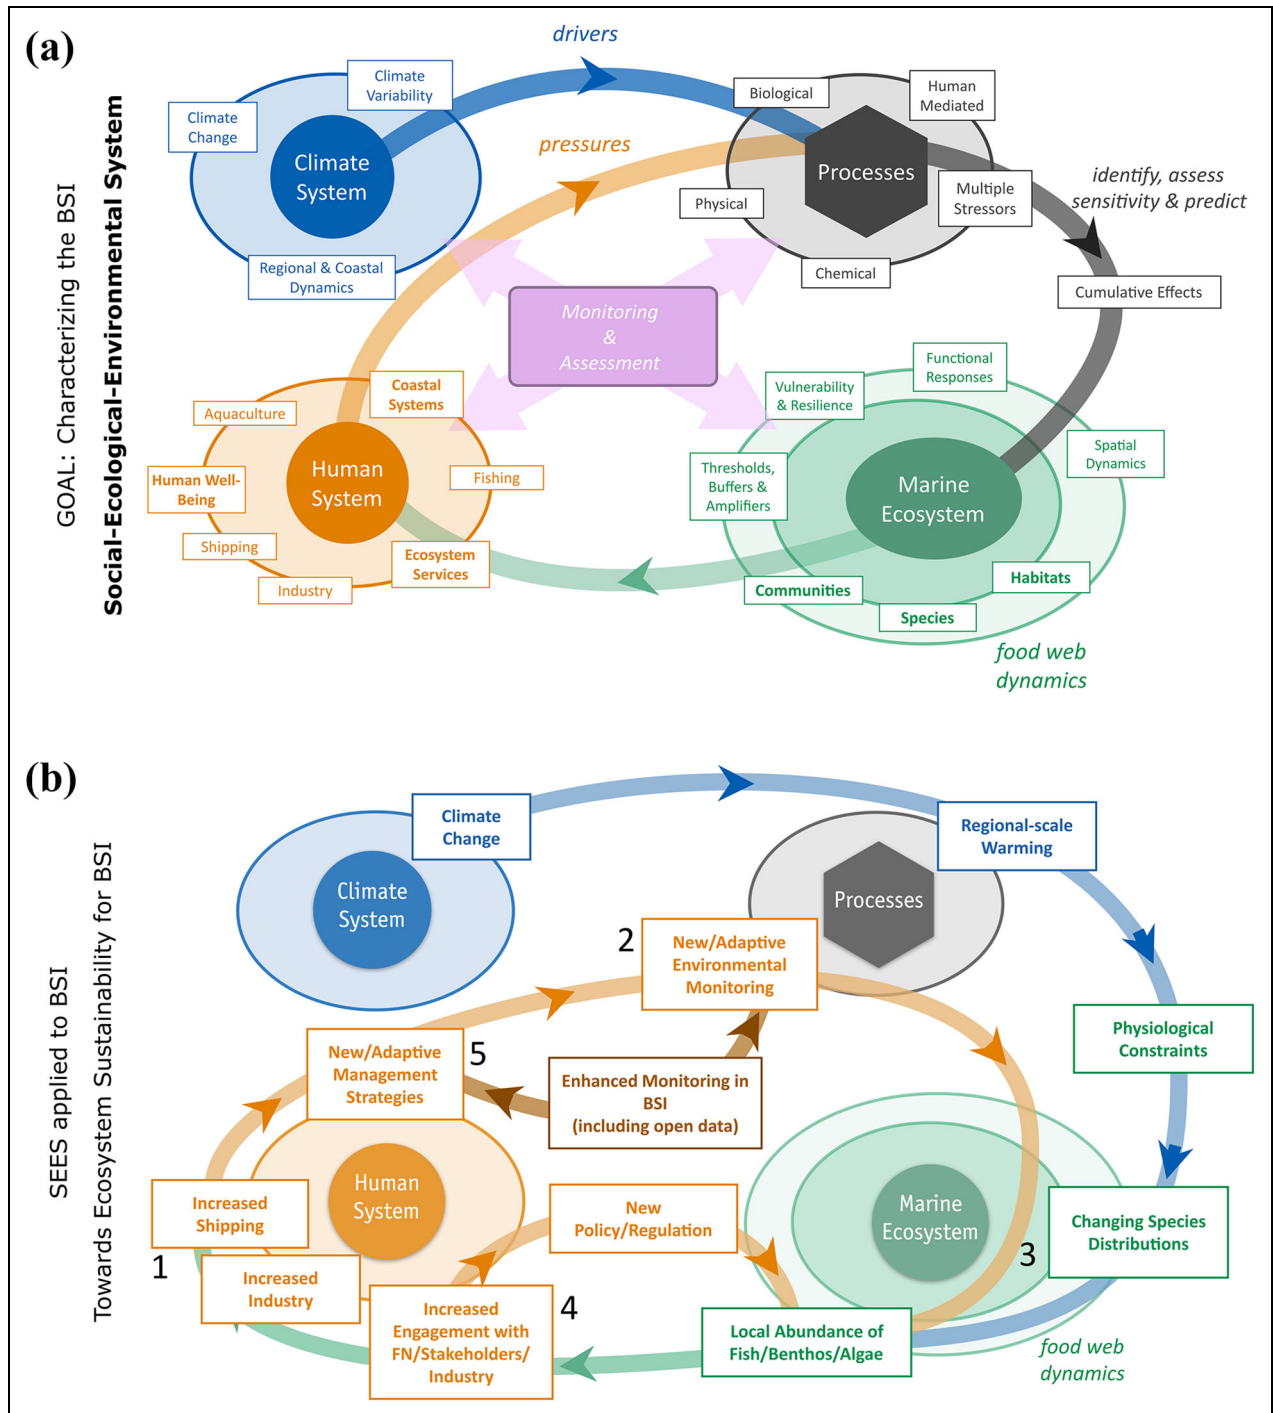 (a)
GOAL: Characterizing the BSI
Social-Ecological-Environmental System
drivers
pressures
Climate
Variability
Climate
Change
Climate
System
Regional & Coastal
Dynamics
Biological
Human
Mediated
Processes
Physical
Multiple
Stressors
Chemical
identify, assess
sensitivity & predict
Cumulative Effects
Monitoring
&
Assessment
Coastal
Systems
Aquaculture
Human
System
Human Well-
Being
Fishing
Shipping
Ecosystem
Services
Industry
Functional
Responses
Vulnerability
& Resilience
Spatial
Dynamics
Thresholds,
Buffers &
Amplifiers
Marine
Ecosystem
Habitats
Communities
Species
food web
dynamics
(b)
SEES applied to BSI
Towards Ecosystem Sustainability for BSI
Climate
Change
Climate
System
Regional-scale
Warming
Processes
2
New/Adaptive
Environmental
Monitoring
Physiological
Constraints
New/Adaptive
Management
Strategies
5
Enhanced Monitoring in
BSI
(including open data)
Human
System
Increased
Shipping
1
Increased
Industry
New
Policy/Regulation
Marine
Ecosystem
3
Changing Species
Distributions
Increased
Engagement with
FN/Stakeholders/
Industry
4
Local Abundance of
Fish/Benthos/Algae
food web
dynamics